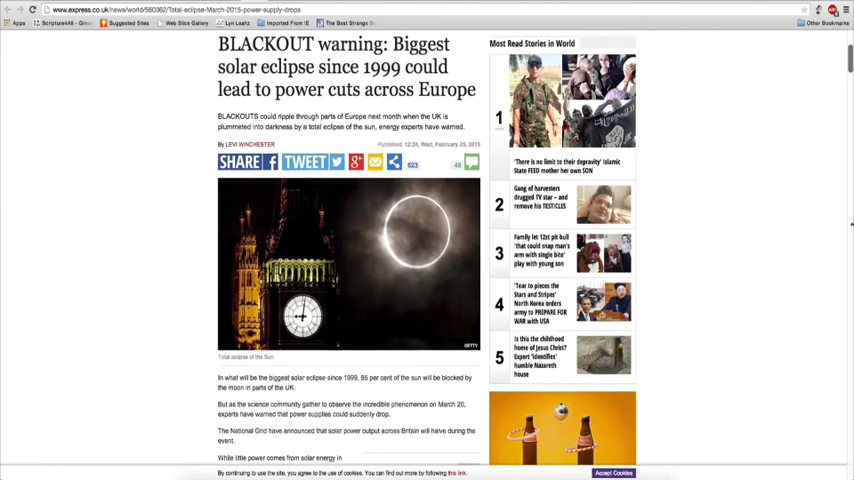 www.express.co.uk/news/world/560362/Total-eclipse-March-2015-power-supply-drops
Apps
Scripture4All - Gree
Suggested Sites
Web Slice Gallery
Lyn Leahz
Imported From IE
The Best Strange Su
Other Bookmarks
BLACKOUT warning: Biggest
solar eclipse since 1999 could
lead to power cuts across Europe
BLACKOUTS could ripple through parts of Europe next month when the UK is
plummeted into darkness by a total eclipse of the sun, energy experts have warned.
By LEVI WINCHESTER
Published: 12:24, Wed, February 25, 2015
SHARE
TWEET
623
46
GETTY
Total eclipse of the Sun
In what will be the biggest solar eclipse since 1999, 85 per cent of the sun will be blocked by
the moon in parts of the UK.
But as the science community gather to observe the incredible phenomenon on March 20,
experts have warned that power supplies could suddenly drop.
The National Grid have announced that solar power output across Britain will halve during the
event.
While little power comes from solar energy in
Most Read Stories in World
1
'There is no limit to their depravity' Islamic
State FEED mother her own SON
2
Gang of harvesters
drugged TV star – and
remove his TESTICLES
3
Family let 12st pit bull
'that could snap man's
arm with single bite'
play with young son
4
'Tear to pieces the
Stars and Stripes'
North Korea orders
army to PREPARE FOR
WAR with USA
5
Is this the childhood
home of Jesus Christ?
Expert 'identifies'
humble Nazareth
house
By continuing to use the site, you agree to the use of cookies. You can find out more by following this link.
Accept Cookies